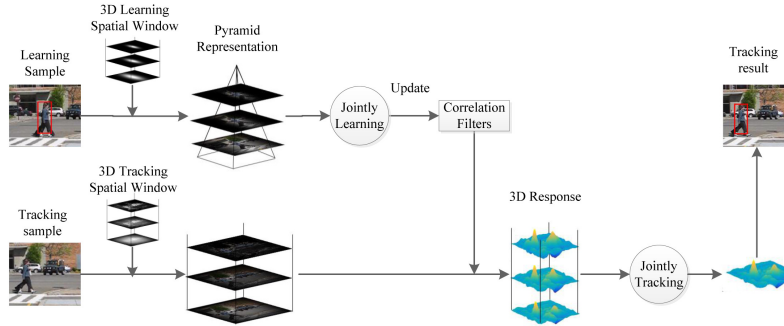 3D Learning
Spatial Window
Learning
Sample
Pyramid
Representation
Jointly
Learning
Update
Correlation
Filters
Tracking
result
3D Tracking
Spatial Window
Tracking
sample
3D Response
Jointly
Tracking